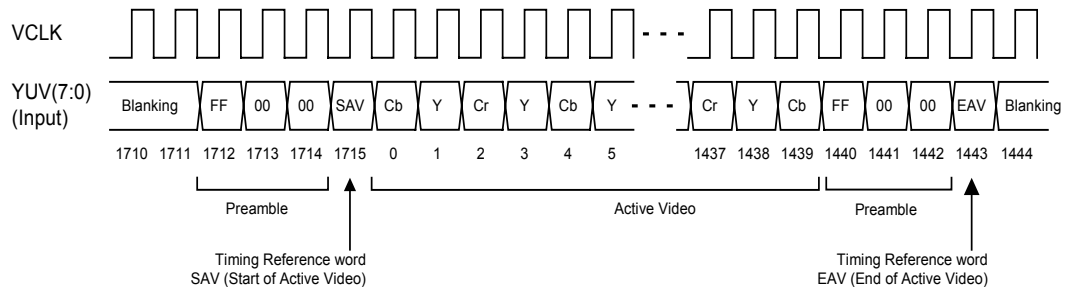 VCLK
YUV(7:0)
(Input)
Blanking FF 00 00 SAV Cb Y Cr Y Cb Y Cr Y Cb FF 00 00 EAV Blanking
1710 1711 1712 1713 1714 1715 0 1 2 3 4 5 1437 1438 1439 1440 1441 1442 1443 1444
Preamble Active Video Preamble
Timing Reference word
SAV (Start of Active Video)
Timing Reference word
EAV (End of Active Video)